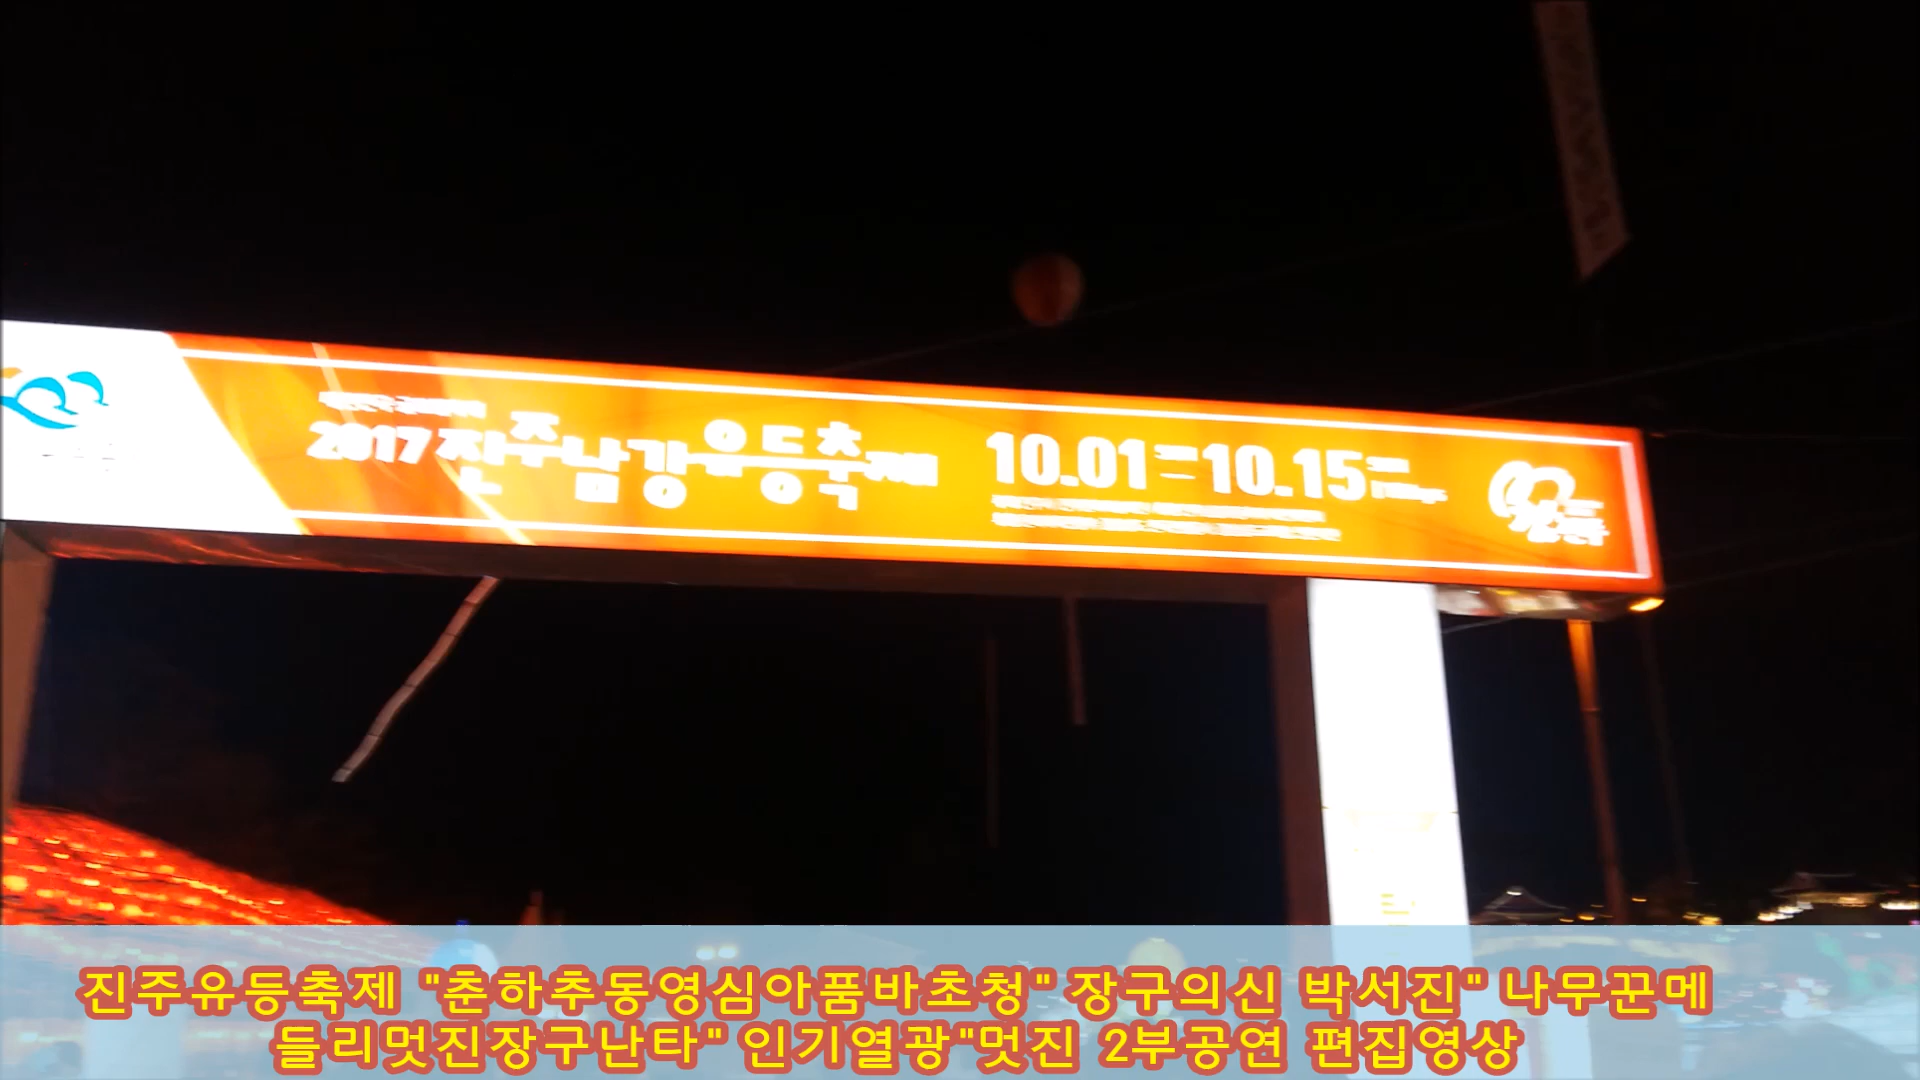 2017 진주남강유등축제 10.01 10.15
진주유등축제 "춘하추동영심아품바초청" 장구의신 박서진" 나무꾼메
들리멋진장구난타" 인기열광"멋진 2부공연 편집영상